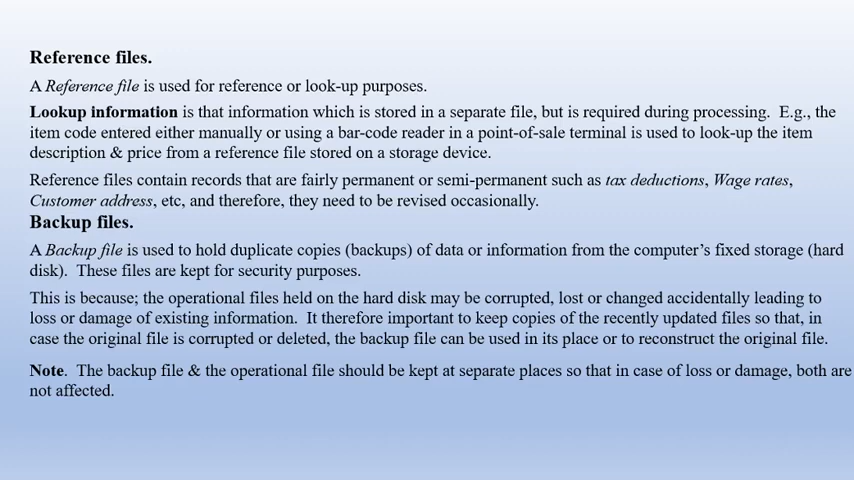 Reference files.
A Reference file is used for reference or look-up purposes.
Lookup information is that information which is stored in a separate file, but is required during processing. E.g., the
item code entered either manually or using a bar-code reader in a point-of-sale terminal is used to look-up the item
description & price from a reference file stored on a storage device.
Reference files contain records that are fairly permanent or semi-permanent such as tax deductions, Wage rates,
Customer address, etc, and therefore, they need to be revised occasionally.
Backup files.
A Backup file is used to hold duplicate copies (backups) of data or information from the computer’s fixed storage (hard
disk). These files are kept for security purposes.
This is because; the operational files held on the hard disk may be corrupted, lost or changed accidentally leading to
loss or damage of existing information. It therefore important to keep copies of the recently updated files so that, in
case the original file is corrupted or deleted, the backup file can be used in its place or to reconstruct the original file.
Note. The backup file & the operational file should be kept at separate places so that in case of loss or damage, both are
not affected.